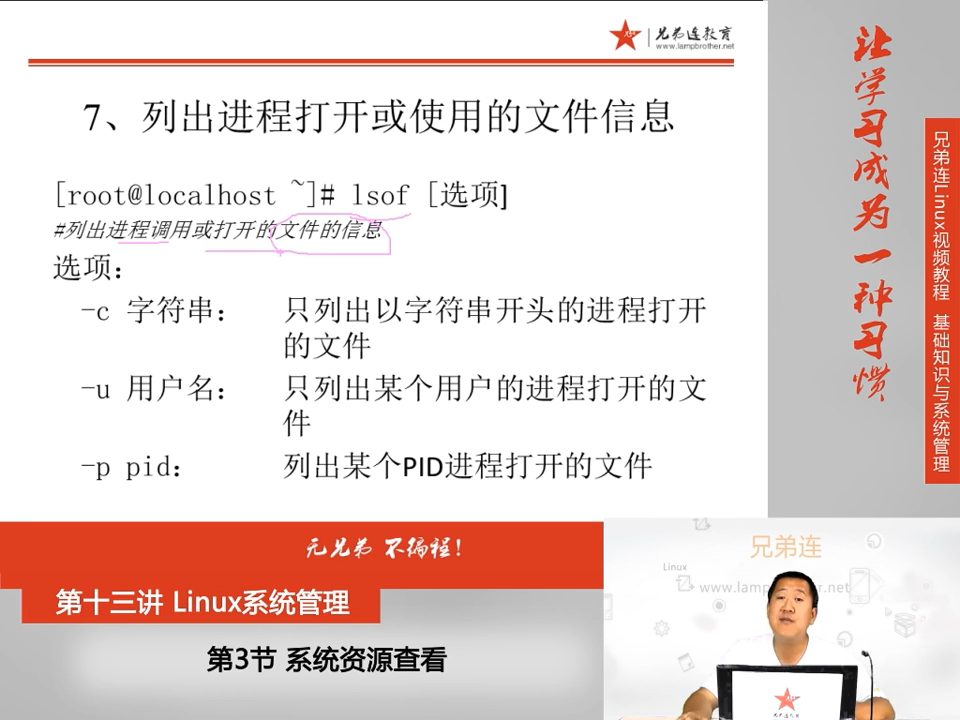 兄弟连教育
www.lampbrother.net
7、列出进程打开或使用的文件信息
[root@localhost ~]# lsof [选项]
#列出进程调用或打开的文件的信息
选项：
-c 字符串： 只列出以字符串开头的进程打开
的文件
-u 用户名： 只列出某个用户的进程打开的文
件
-p pid： 列出某个PID进程打开的文件
让学习成为一种习惯
兄弟连Linux视频教程 基础知识与系统管理
无兄弟 不编程！
第十三讲 Linux系统管理
第3节 系统资源查看
兄弟连
Linux
www.lampbrother.net
兄弟连教育